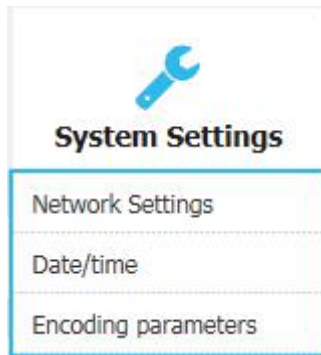 System Settings
Network Settings
Date/time
Encoding parameters